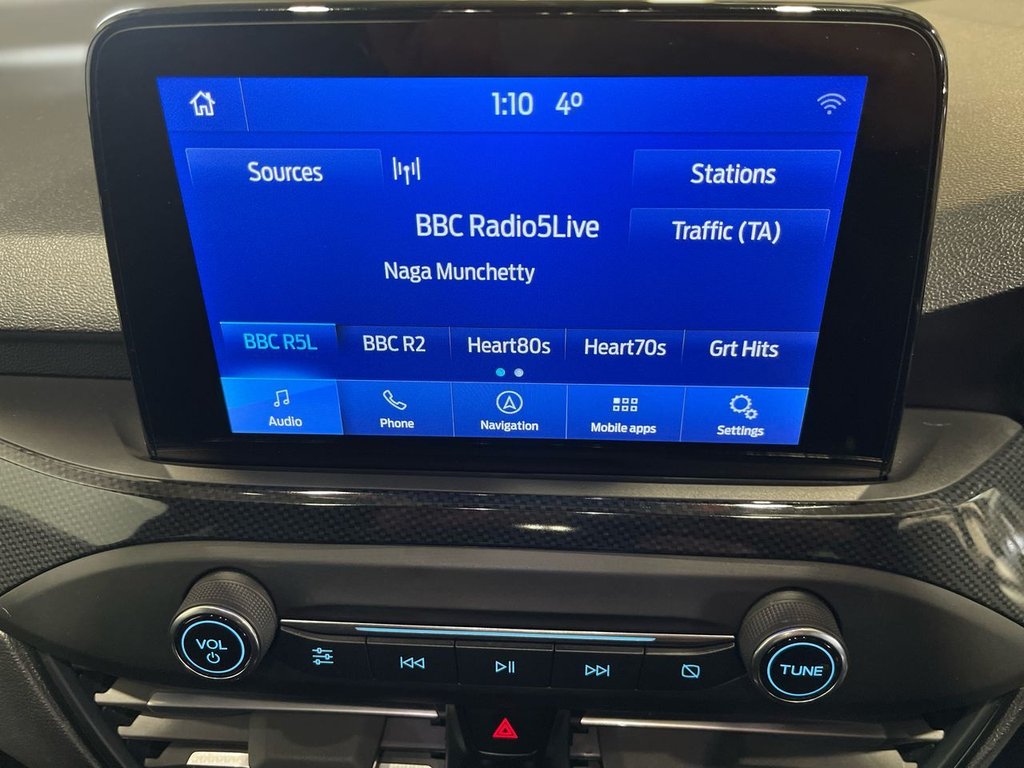 1:10 4º
Sources
Stations
BBC Radio5Live
Traffic (TA)
Naga Munchetty
BBC R5L BBC R2 Heart80s Heart70s Grt Hits
Audio Phone Navigation Mobile apps Settings
VOL
TUNE